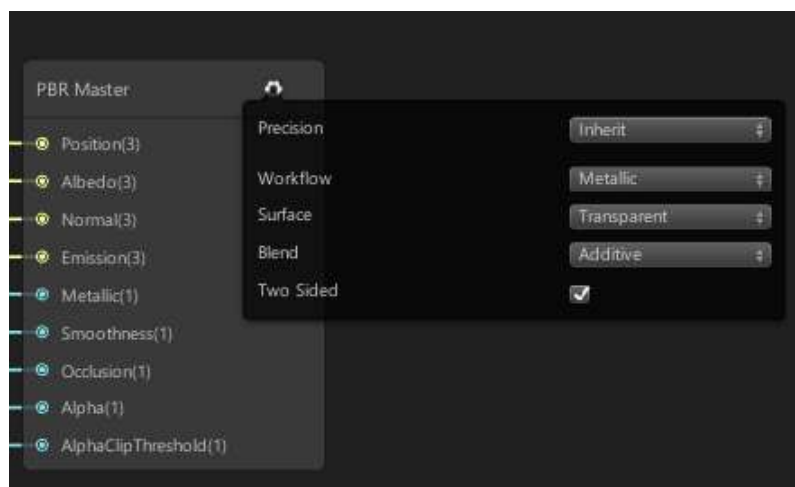 PBR Master
Position(3)
Albedo(3)
Normal(3)
Emission(3)
Metallic(1)
Smoothness(1)
Occlusion(1)
Alpha(1)
AlphaClipThreshold(1)
Precision Inherit
Workflow Metallic
Surface Transparent
Blend Additive
Two Sided